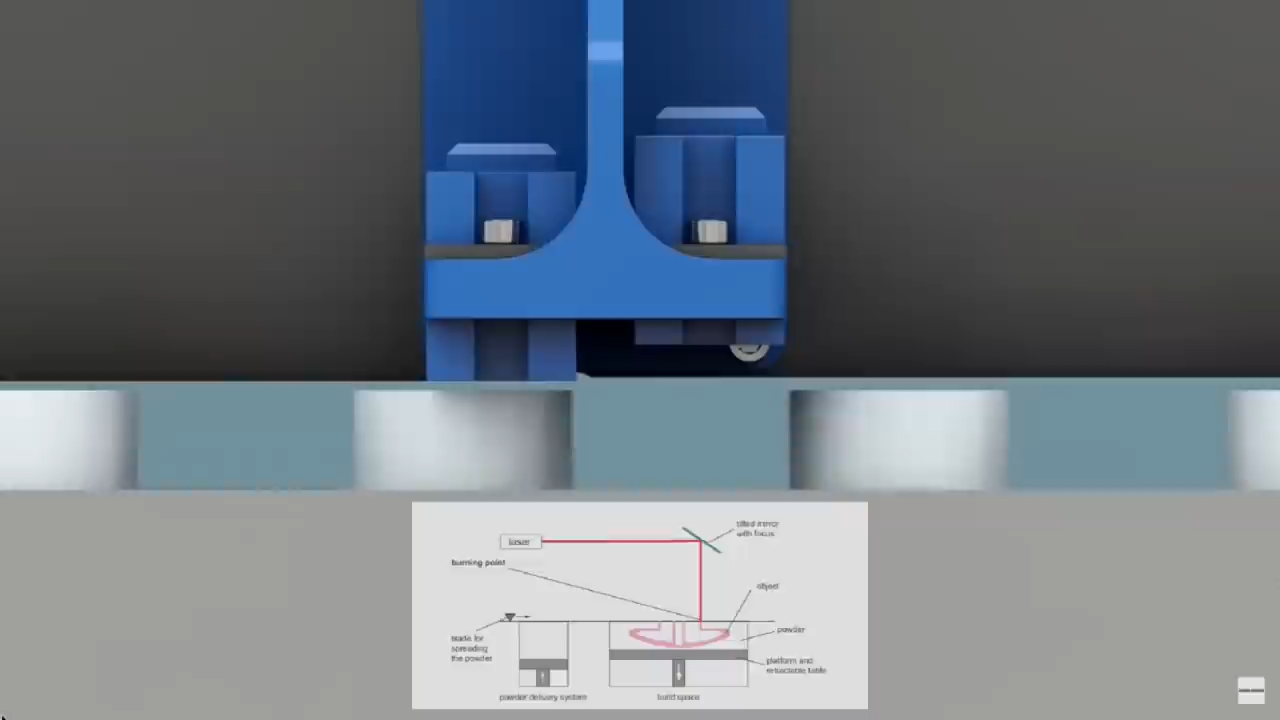 laser
tilted mirror
with focus
burning point
object
powder
blade for
spreading
the powder
platform and
retractable table
powder delivery system
build space